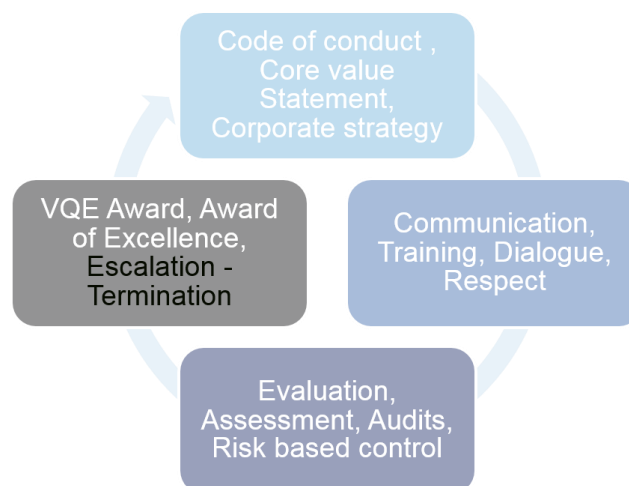 Code of conduct ,
Core value
Statement,
Corporate strategy
Communication,
Training, Dialogue,
Respect
Evaluation,
Assessment, Audits,
Risk based control
VQE Award, Award
of Excellence,
Escalation -
Termination